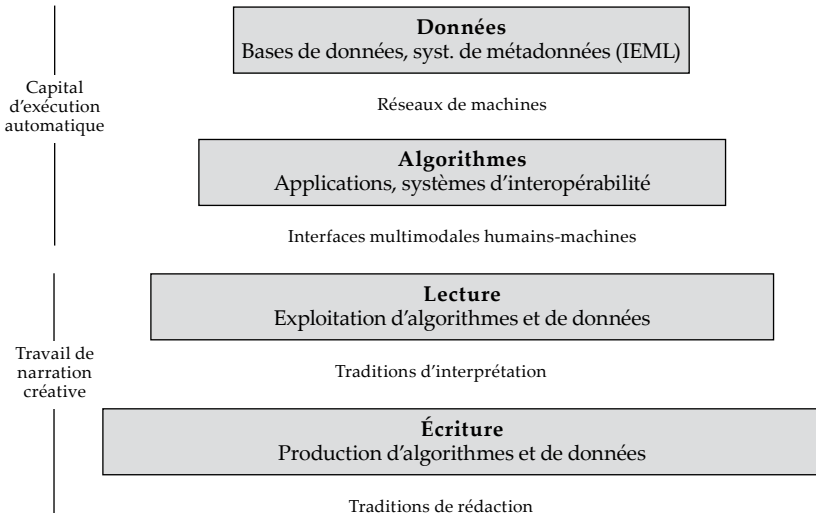 Données
Bases de données, syst. de métadonnées (IEML)
Capital
d’exécution
automatique
Réseaux de machines
Algorithmes
Applications, systèmes d’interopérabilité
Interfaces multimodales humains-machines
Lecture
Exploitation d’algorithmes et de données
Travail de
narration
créative
Traditions d’interprétation
Écriture
Production d’algorithmes et de données
Traditions de rédaction